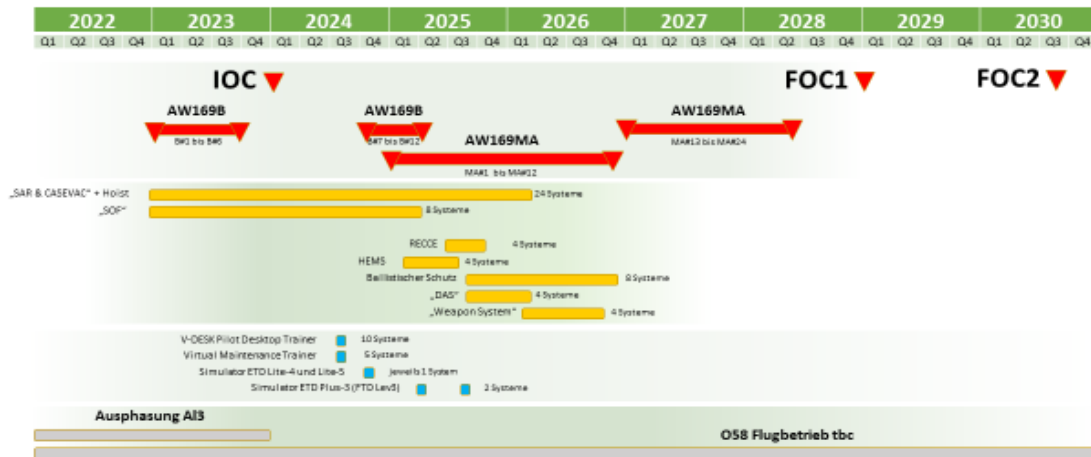 2022 2023 2024 2025 2026 2027 2028 2029 2030
Q1 Q2 Q3 Q4 Q1 Q2 Q3 Q4 Q1 Q2 Q3 Q4 Q1 Q2 Q3 Q4 Q1 Q2 Q3 Q4 Q1 Q2 Q3 Q4 Q1 Q2 Q3 Q4 Q1 Q2 Q3 Q4 Q1 Q2 Q3 Q4
IOC FOC1 FOC2
AW169B AW169B AW169MA
B#1 bis B#6 B#7 bis B#12 MA#13 bis MA#24
AW169MA
MA#1 bis MA#12
„SAR & CASEVAC“ + Hoist 24 Systeme
„SOF“ 8 Systeme
RECCE 4 Systeme
HEMS 4 Systeme
Ballistischer Schutz 8 Systeme
„DAS“ 4 Systeme
„Weapon System“ 4 Systeme
V-DESK Pilot Desktop Trainer 10 Systeme
Virtual Maintenance Trainer 5 Systeme
Simulator ETD Lite-4 und Lite-5 jeweils 1 System
Simulator ETD Plus-3 (FTD Lev3) 2 Systeme
Ausphasung Al3
O58 Flugbetrieb tbc